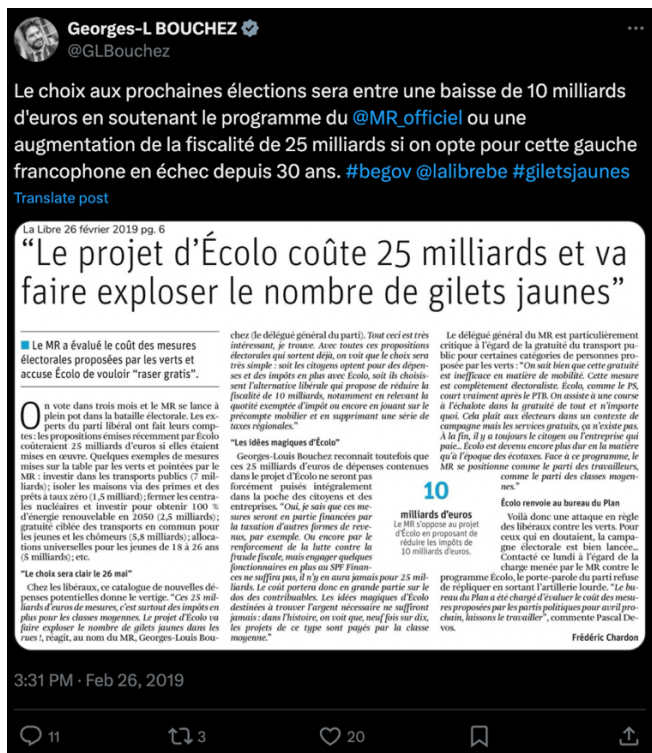 Georges-L BOUCHEZ
@GLBouchez
Le choix aux prochaines élections sera entre une baisse de 10 milliards
d'euros en soutenant le programme du @MR_officiel ou une
augmentation de la fiscalité de 25 milliards si on opte pour cette gauche
francophone en échec depuis 30 ans. #begov @lalibrebe #giletsjaunes
Translate post
La Libre 26 février 2019 pg. 6
“Le projet d’Écolo coûte 25 milliards et va
faire exploser le nombre de gilets jaunes”
Le MR a évalué le coût des mesures
électorales proposées par les verts et
accuse Écolo de vouloir “raser gratis”.
On vote dans trois mois et le MR se lance à
plein pot dans la bataille électorale. Les ex-
perts du parti libéral ont fait leurs comp-
tes : les propositions émises récemment par Écolo
coûteraient 25 milliards d’euros si elles étaient
mises en œuvre. Quelques exemples de mesures
mises sur la table par les verts et pointées par le
MR : investir dans les transports publics (7 mil-
liards); isoler les maisons via des primes et des
prêts à taux zéro (1,5 milliard); fermer les centra-
les nucléaires et investir pour obtenir 100 %
d’énergie renouvelable en 2050 (2,5 milliards);
gratuité ciblée des transports en commun pour
les jeunes et les chômeurs (5,8 milliards); alloca-
tions universelles pour les jeunes de 18 à 26 ans
(5 milliards); etc.
“Le choix sera clair le 26 mai”
Chez les libéraux, ce catalogue de nouvelles dé-
penses potentielles donne le vertige. “Ces 25 mil-
liards d’euros de mesures, c’est surtout des impôts en
plus pour les classes moyennes. Le projet d’Écolo va
faire exploser le nombre de gilets jaunes dans les
rues !, réagit, au nom du MR, Georges-Louis Bou-
chez (le délégué général du parti). Tout ceci est très
intéressant, je trouve. Avec toutes ces propositions
électorales qui sortent déjà, on voit que le choix sera
très simple : soit les citoyens optent pour des dépen-
ses et des impôts en plus avec Écolo, soit ils choisis-
sent l’alternative libérale qui propose de réduire la
fiscalité de 10 milliards, notamment en relevant la
quotité exemptée d’impôt ou encore en jouant sur le
précompte mobilier et en supprimant une série de
taxes régionales.”
“Les idées magiques d’Écolo”
Georges-Louis Bouchez reconnaît toutefois que
ces 25 milliards d’euros de dépenses contenues
dans le projet d’Écolo ne seront pas
forcément puisés intégralement
dans la poche des citoyens et des
entreprises. “Oui, je sais que ces me-
sures seront en partie financées par
la taxation d’autres formes de reve-
nus, par exemple. Ou encore par le
renforcement de la lutte contre la
fraude fiscale, mais engager quelques
fonctionnaires en plus au SPF Finan-
ces ne suffira pas, il n’y en aura jamais pour 25 mil-
liards. Le coût portera donc en grande partie sur le
dos des contribuables. Les idées magiques d’Écolo
destinées à trouver l’argent nécessaire ne suffiront
jamais : dans l’histoire, on voit que, neuf fois sur dix,
les projets de ce type sont payés par la classe
moyenne.”
10
milliards d’euros
Le MR s’oppose au projet
d’Écolo en proposant de
réduire les impôts de
10 milliards d’euros.
Le délégué général du MR est particulièrement
critique à l’égard de la gratuité du transport pu-
blic pour certaines catégories de personnes pro-
posée par les verts : “On sait bien que cette gratuité
est inefficace en matière de mobilité. Cette mesure
est complètement électoraliste. Écolo, comme le PS,
court vraiment après le PTB. On assiste à une course
à l’échalote dans la gratuité de tout et n’importe
quoi. Cela plaît aux électeurs dans un contexte de
campagne mais les services gratuits, ça n’existe pas.
À la fin, il y a toujours le citoyen ou l’entreprise qui
paie... Écolo est devenu encore plus dur en la matière
qu’à l’époque des écotaxes. Face à ce programme, le
MR se positionne comme le parti des travailleurs,
comme le parti des classes moyen-
nes.”
Écolo renvoie au bureau du Plan
Voilà donc une attaque en règle
des libéraux contre les verts. Pour
ceux qui en doutaient, la campa-
gne électorale est bien lancée...
Contacté ce lundi à l’égard de la
charge menée par le MR contre le
programme Écolo, le porte-parole du parti refuse
de répliquer en sortant l’artillerie lourde. “Le bu-
reau du Plan a été chargé d’évaluer le coût des mesu-
res proposées par les partis politiques pour avril pro-
chain, laissons le travailler”, commente Pascal De-
vos.
Frédéric Chardon
3:31 PM · Feb 26, 2019
11
3
20